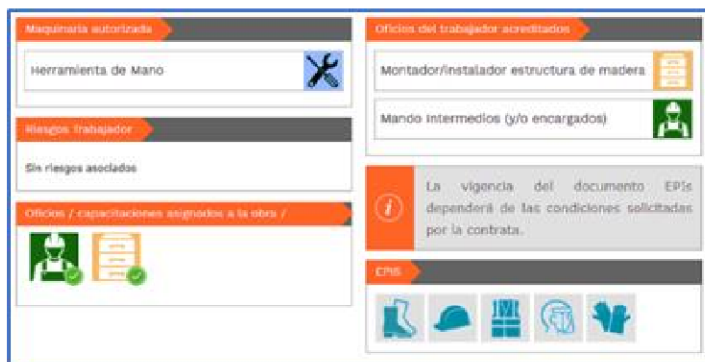 Maquinaria autorizada
Herramienta de Mano
Riesgos Trabajador
Sin riesgos asociados
Oficios / capacitaciones asignados a la obra /
Oficios del trabajador acreditados
Montador/instalador estructura de madera
Mando Intermedios (y/o encargados)
La vigencia del documento EPIs
dependerá de las condiciones solicitadas
por la contrata.
EPIS